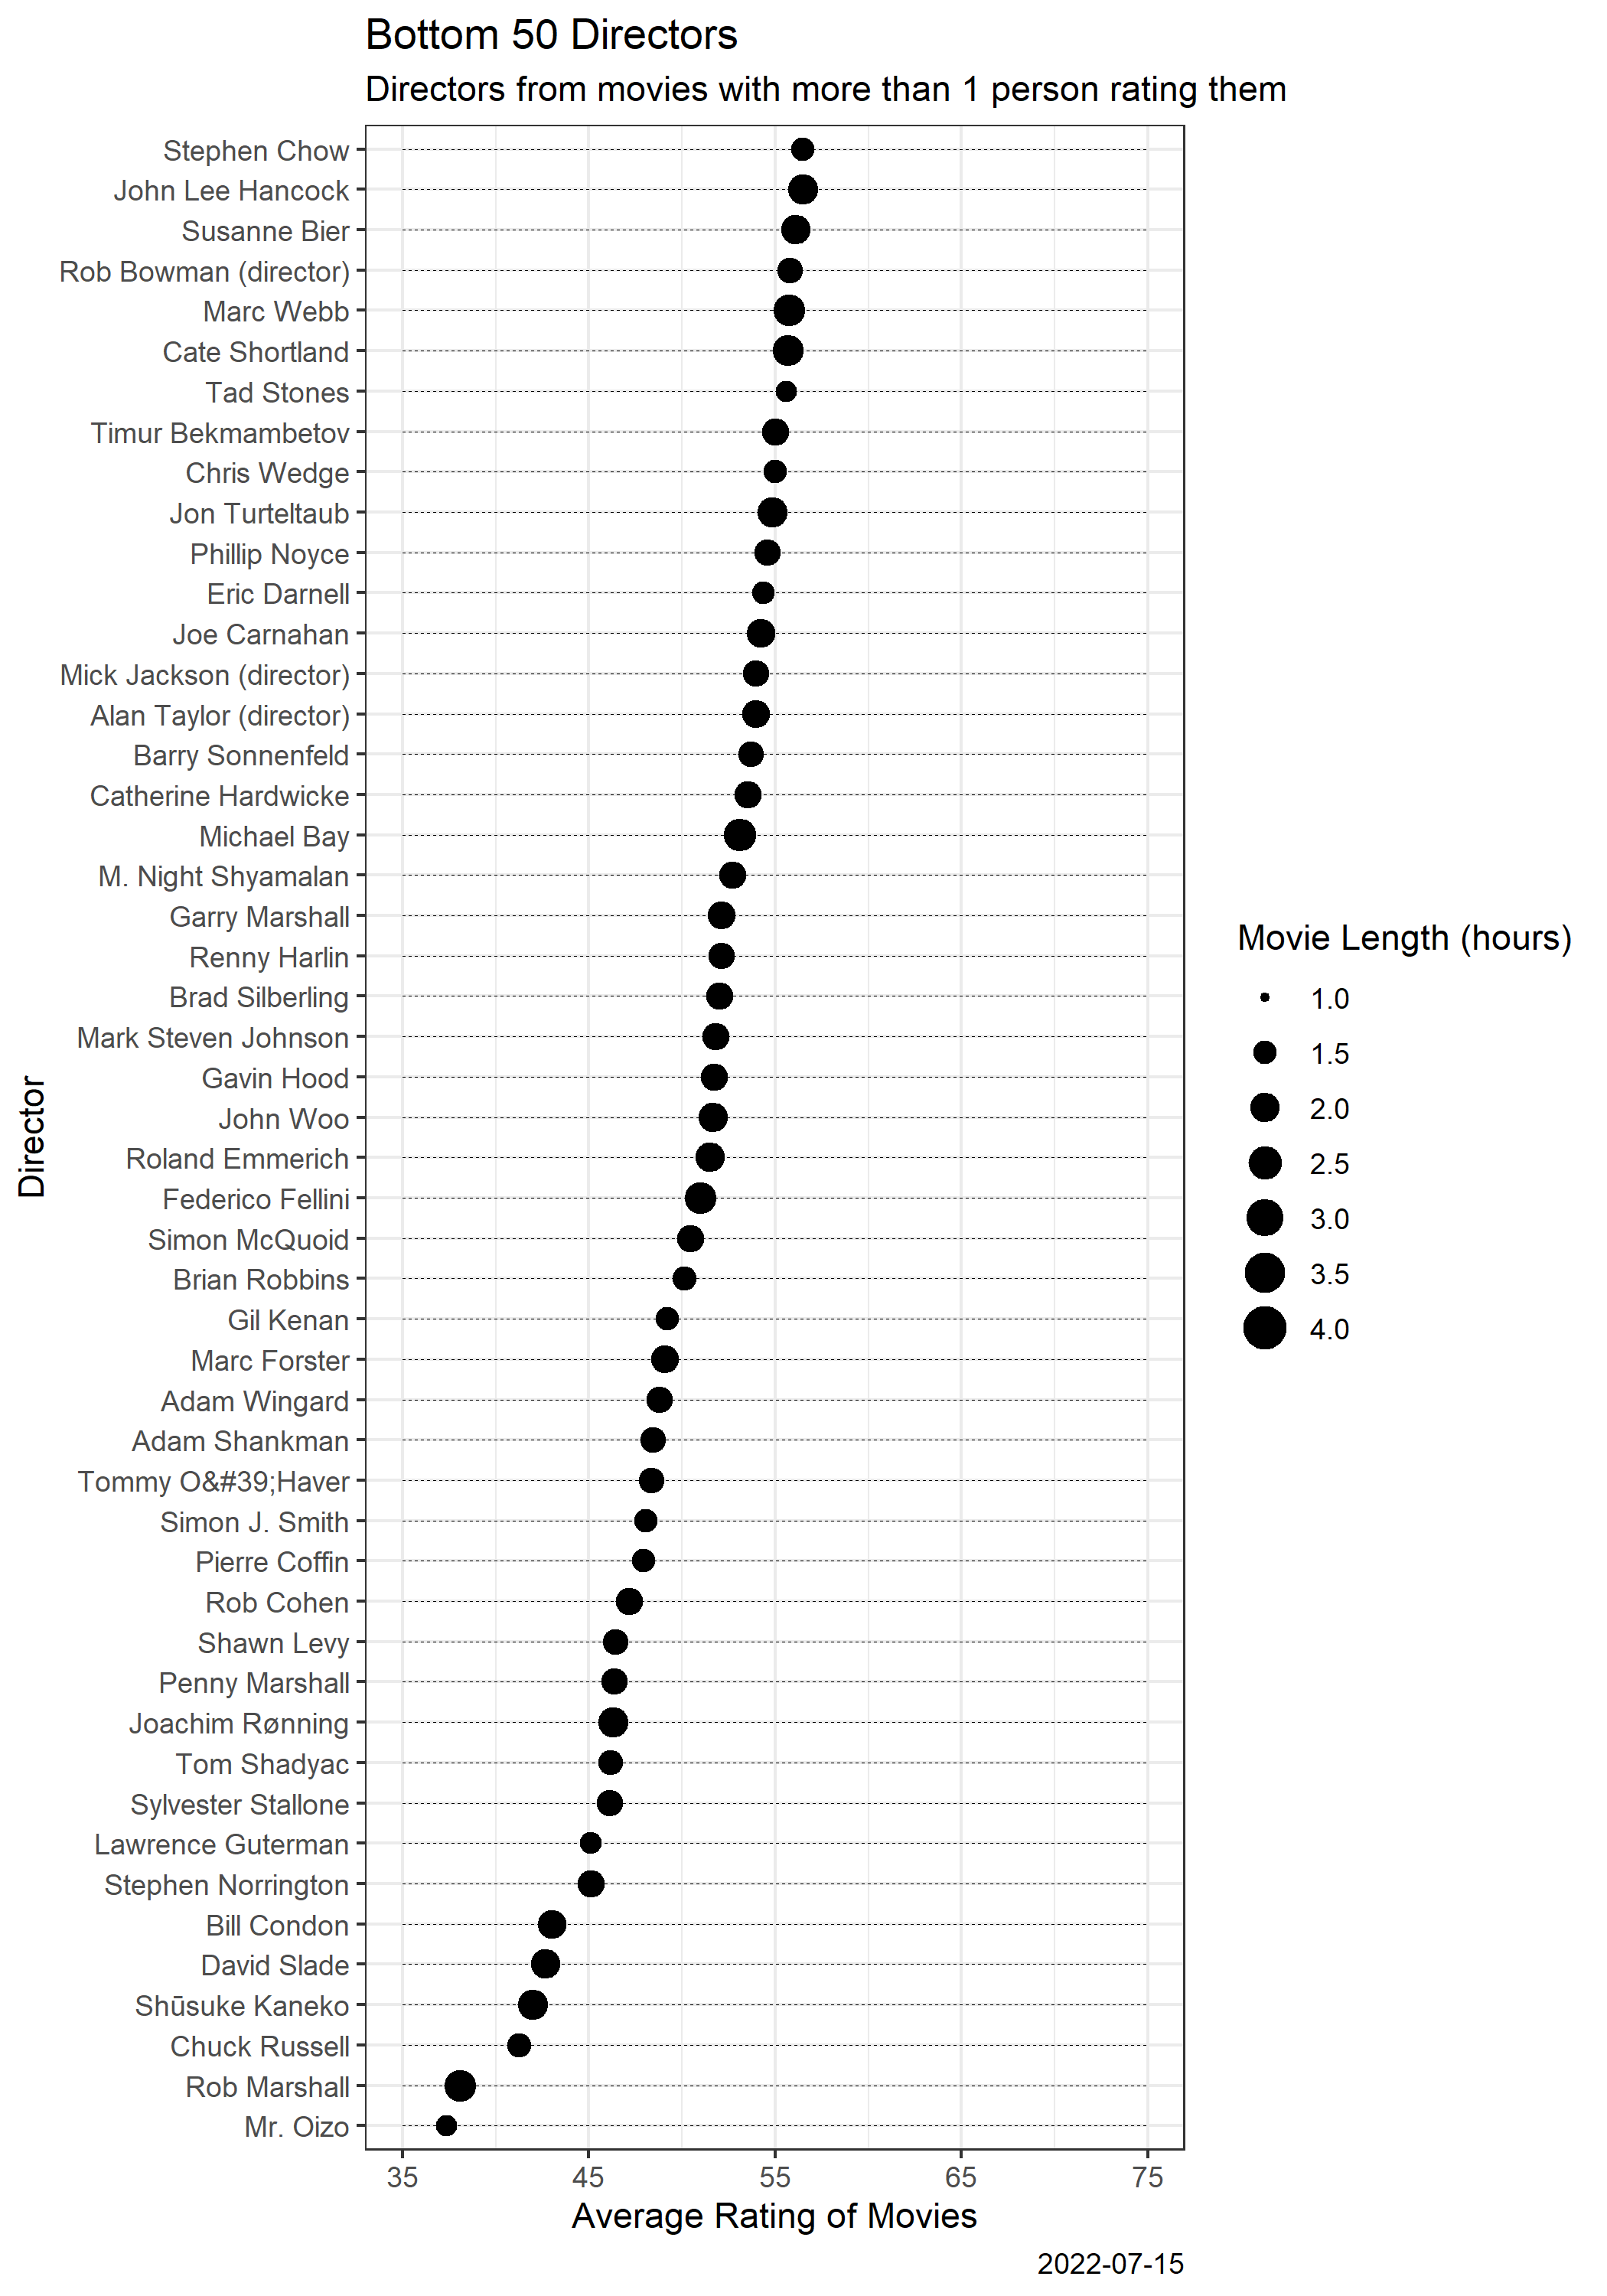 Bottom 50 Directors
Directors from movies with more than 1 person rating them
Stephen Chow
John Lee Hancock
Susanne Bier
Rob Bowman (director)
Marc Webb
Cate Shortland
Tad Stones
Timur Bekmambetov
Chris Wedge
Jon Turteltaub
Phillip Noyce
Eric Darnell
Joe Carnahan
Mick Jackson (director)
Alan Taylor (director)
Barry Sonnenfeld
Catherine Hardwicke
Michael Bay
M. Night Shyamalan
Garry Marshall
Renny Harlin
Brad Silberling
Mark Steven Johnson
Gavin Hood
John Woo
Roland Emmerich
Federico Fellini
Simon McQuoid
Brian Robbins
Gil Kenan
Marc Forster
Adam Wingard
Adam Shankman
Tommy O&#39;Haver
Simon J. Smith
Pierre Coffin
Rob Cohen
Shawn Levy
Penny Marshall
Joachim Rønning
Tom Shadyac
Sylvester Stallone
Lawrence Guterman
Stephen Norrington
Bill Condon
David Slade
Shūsuke Kaneko
Chuck Russell
Rob Marshall
Mr. Oizo
Director
35 45 55 65 75
Average Rating of Movies
Movie Length (hours)
1.0
1.5
2.0
2.5
3.0
3.5
4.0
2022-07-15